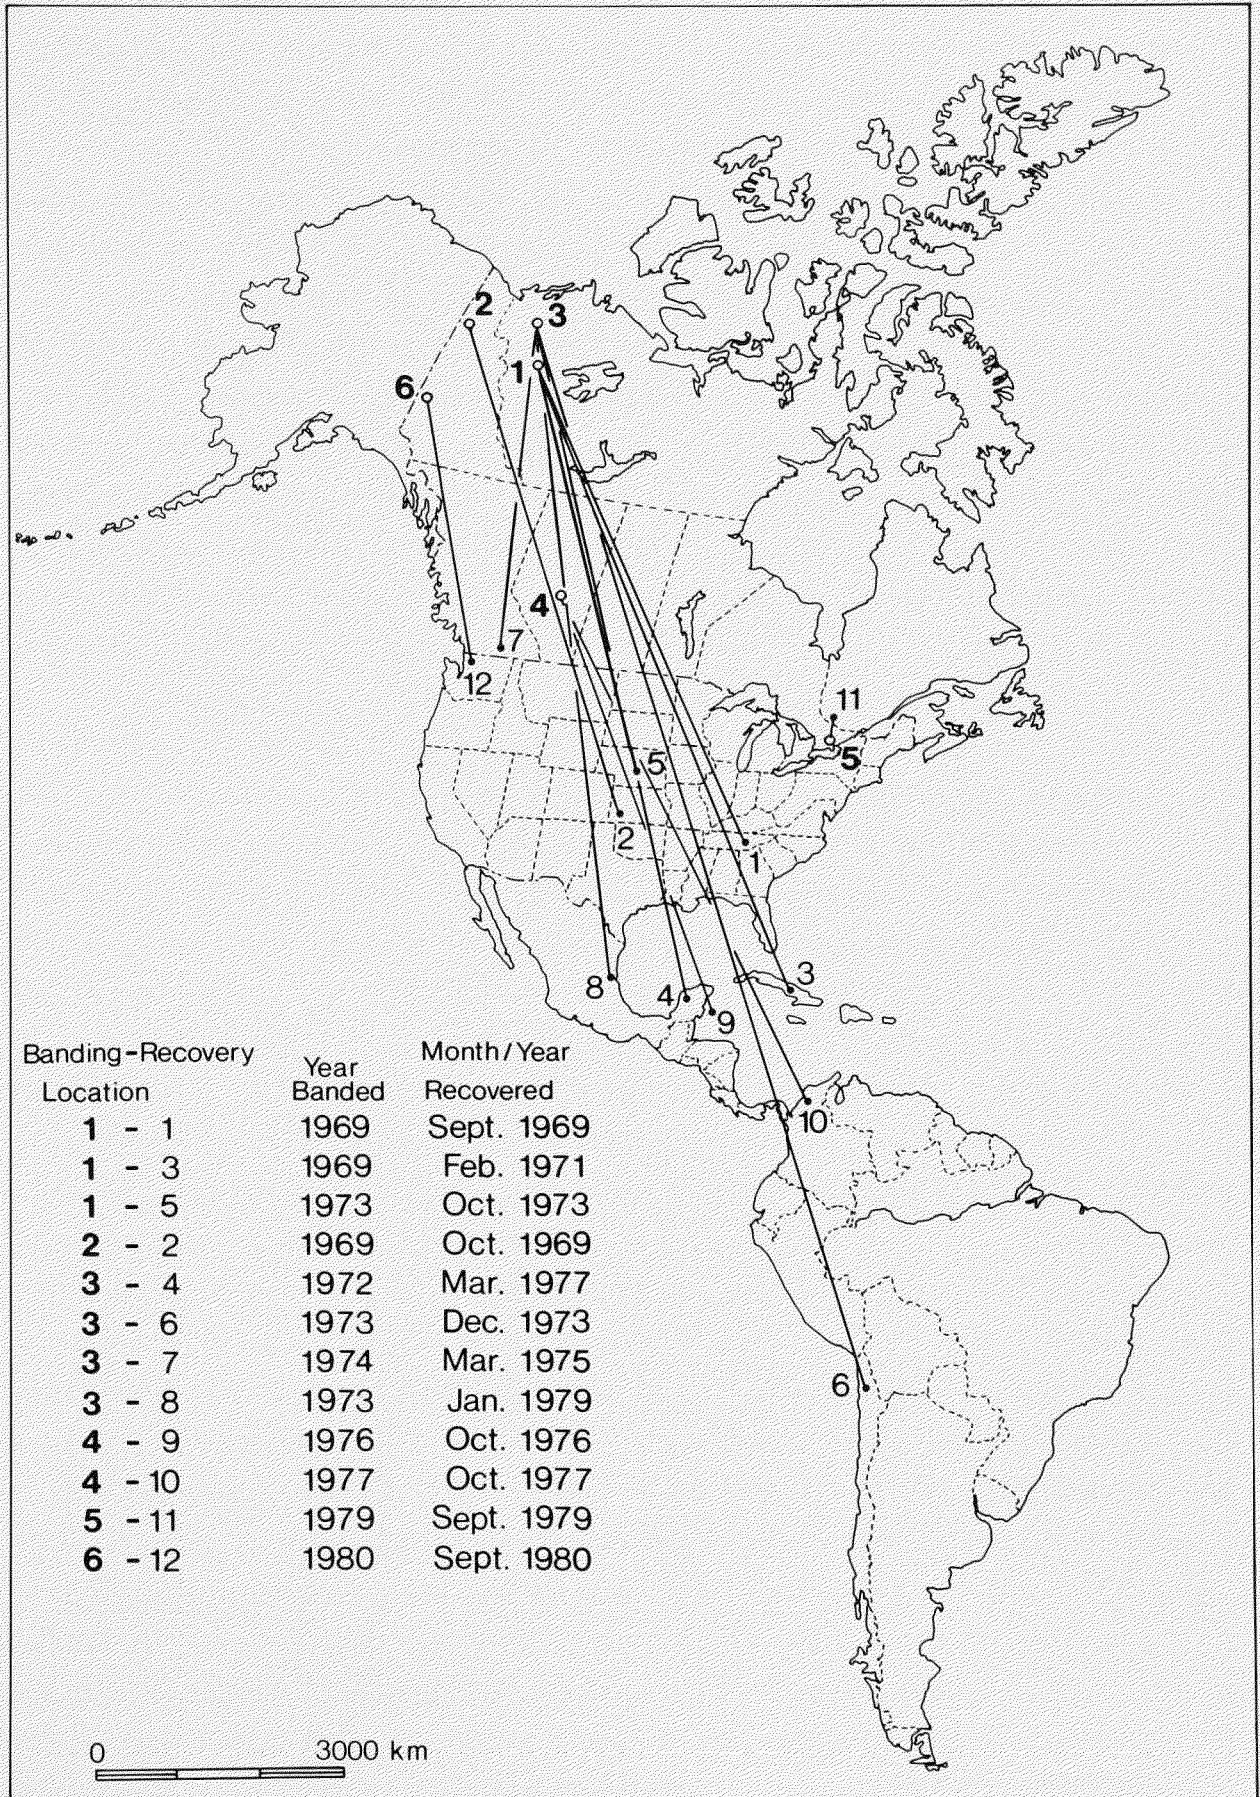 2
3
1
6
4
7
12
11
5
5
2
1
8
4
9
3
10
6
Banding-Recovery Location
Year Banded
Month/Year Recovered
1 - 1 1969 Sept. 1969
1 - 3 1969 Feb. 1971
1 - 5 1973 Oct. 1973
2 - 2 1969 Oct. 1969
3 - 4 1972 Mar. 1977
3 - 6 1973 Dec. 1973
3 - 7 1974 Mar. 1975
3 - 8 1973 Jan. 1979
4 - 9 1976 Oct. 1976
4 - 10 1977 Oct. 1977
5 - 11 1979 Sept. 1979
6 - 12 1980 Sept. 1980
0 3000 km